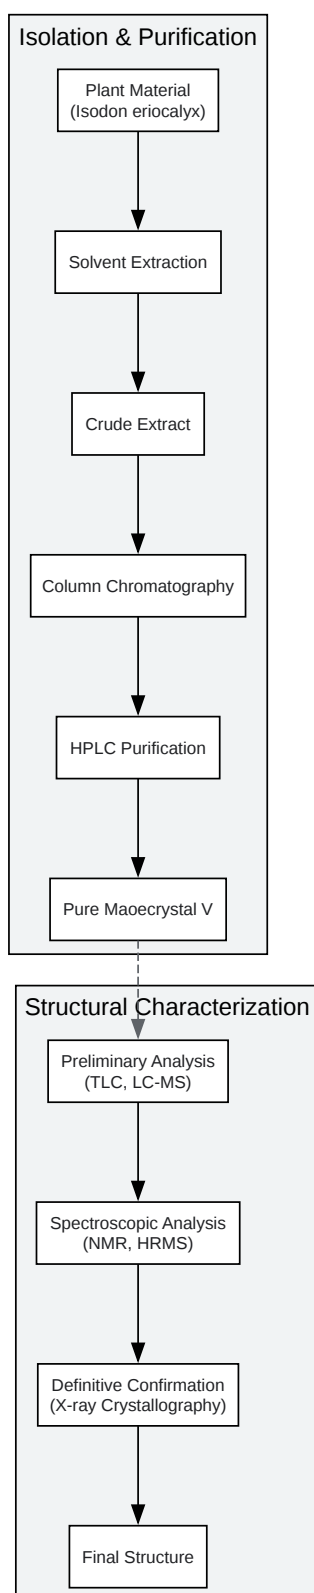 Isolation & Purification
Plant Material
(Isodon eriocalyx)
Solvent Extraction
Crude Extract
Column Chromatography
HPLC Purification
Pure Maoecrystal V
Structural Characterization
Preliminary Analysis
(TLC, LC-MS)
Spectroscopic Analysis
(NMR, HRMS)
Definitive Confirmation
(X-ray Crystallography)
Final Structure